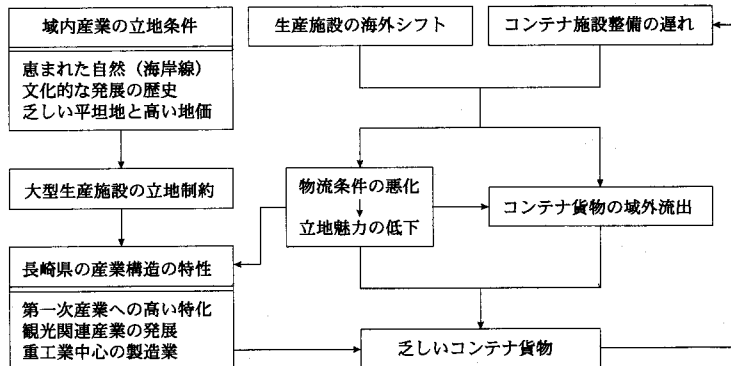 域内産業の立地条件
恵まれた自然（海岸線）
文化的な発展の歴史
乏しい平坦地と高い地価
大型生産施設の立地制約
長崎県の産業構造の特性
第一次産業への高い特化
観光関連産業の発展
重工業中心の製造業
生産施設の海外シフト
コンテナ施設整備の遅れ
物流条件の悪化
立地魅力の低下
コンテナ貨物の域外流出
乏しいコンテナ貨物